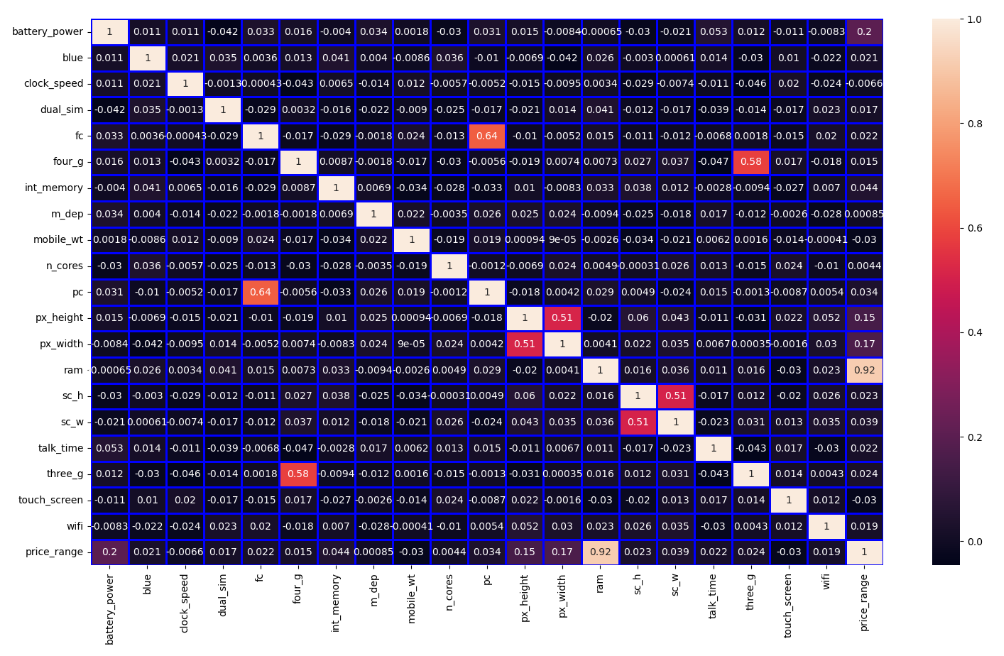 battery_power 1 0.011 0.011 -0.042 0.033 0.016 -0.004 0.034 0.0018 -0.03 0.031 0.015 -0.0084 0.00065 -0.03 -0.021 0.053 0.012 -0.011 -0.0083 0.2
blue 0.011 1 0.021 0.035 0.0036 0.013 0.041 0.004 -0.0086 0.036 -0.01 -0.0069 -0.042 0.026 -0.003 0.00061 0.014 -0.03 0.01 -0.022 0.021
clock_speed 0.011 0.021 1 -0.0013 0.00043 -0.043 0.0065 -0.014 0.012 -0.0057 -0.0052 -0.015 -0.0095 0.0034 -0.029 -0.0074 -0.011 -0.046 0.02 -0.024 -0.0066
dual_sim -0.042 0.035 -0.0013 1 -0.029 0.0032 -0.016 -0.022 -0.009 -0.025 -0.017 -0.021 0.014 0.041 -0.012 -0.017 -0.039 -0.014 -0.017 0.023 0.017
fc 0.033 0.0036 -0.00043 -0.029 1 -0.017 -0.029 -0.0018 0.024 -0.013 0.64 -0.01 -0.0052 0.015 -0.011 -0.012 -0.0068 0.0018 -0.015 0.02 0.022
four_g 0.016 0.013 -0.043 0.0032 -0.017 1 0.0087 -0.0018 -0.017 -0.03 -0.0056 -0.019 0.0074 0.0073 0.027 0.037 -0.047 0.58 0.017 -0.018 0.015
int_memory -0.004 0.041 0.0065 -0.016 -0.029 0.0087 1 0.0069 -0.034 -0.028 -0.033 0.01 -0.0083 0.033 0.038 0.012 -0.0028 -0.0094 -0.027 0.007 0.044
m_dep 0.034 0.004 -0.014 -0.022 -0.0018 -0.0018 0.0069 1 0.022 -0.0035 0.026 0.025 0.024 -0.0094 -0.025 -0.018 0.017 -0.012 -0.0026 -0.028 0.00085
mobile_wt 0.0018 -0.0086 0.012 -0.009 0.024 -0.017 -0.034 0.022 1 -0.019 0.019 0.00094 9e-05 -0.0026 -0.034 -0.021 0.0062 0.0016 -0.014 -0.00041 -0.03
n_cores -0.03 0.036 -0.0057 -0.025 -0.013 -0.03 -0.028 -0.0035 -0.019 1 -0.0012 -0.0069 0.024 0.0049 -0.00031 0.026 0.013 -0.015 0.024 -0.01 0.0044
pc 0.031 -0.01 -0.0052 -0.017 0.64 -0.0056 -0.033 0.026 0.019 -0.0012 1 -0.018 0.0042 0.029 0.0049 -0.024 0.015 -0.0013 -0.0087 0.0054 0.034
px_height 0.015 -0.0069 -0.015 -0.021 -0.01 -0.019 0.01 0.025 0.00094 -0.0069 -0.018 1 0.51 -0.02 0.06 0.043 -0.011 -0.031 0.022 0.052 0.15
px_width -0.0084 -0.042 -0.0095 0.014 -0.0052 0.0074 -0.0083 0.024 9e-05 0.024 0.0042 0.51 1 0.0041 0.022 0.035 0.0067 0.00035 -0.0016 0.03 0.17
ram 0.00065 0.026 0.0034 0.041 0.015 0.0073 0.033 -0.0094 -0.0026 0.0049 0.029 -0.02 0.0041 1 0.016 0.036 0.011 0.016 -0.03 0.023 0.92
sc_h -0.03 -0.003 -0.029 -0.012 -0.011 0.027 0.038 -0.025 -0.034 -0.00031 0.0049 0.06 0.022 0.016 1 0.51 -0.017 0.012 -0.02 0.026 0.023
sc_w -0.021 0.00061 -0.0074 -0.017 -0.012 0.037 0.012 -0.018 -0.021 0.026 -0.024 0.043 0.035 0.036 0.51 1 -0.023 0.031 0.013 0.035 0.039
talk_time 0.053 0.014 -0.011 -0.039 -0.0068 -0.047 -0.0028 0.017 0.0062 0.013 0.015 -0.011 0.0067 0.011 -0.017 -0.023 1 -0.043 0.017 -0.03 0.022
three_g 0.012 -0.03 -0.046 -0.014 0.0018 0.58 -0.0094 -0.012 0.0016 -0.015 -0.0013 -0.031 0.00035 0.016 0.012 0.031 -0.043 1 0.014 0.0043 0.024
touch_screen -0.011 0.01 0.02 -0.017 -0.015 0.017 -0.027 -0.0026 -0.014 0.024 -0.0087 0.022 -0.0016 -0.03 -0.02 0.013 0.017 0.014 1 0.012 -0.03
wifi -0.0083 -0.022 -0.024 0.023 0.02 -0.018 0.007 -0.028 -0.00041 -0.01 0.0054 0.052 0.03 0.023 0.026 0.035 -0.03 0.0043 0.012 1 0.019
price_range 0.2 0.021 -0.0066 0.017 0.022 0.015 0.044 0.00085 -0.03 0.0044 0.034 0.15 0.17 0.92 0.023 0.039 0.022 0.024 -0.03 0.019 1
battery_power blue clock_speed dual_sim fc four_g int_memory m_dep mobile_wt n_cores pc px_height px_width ram sc_h sc_w talk_time three_g touch_screen wifi price_range
1.0
0.8
0.6
0.4
0.2
0.0